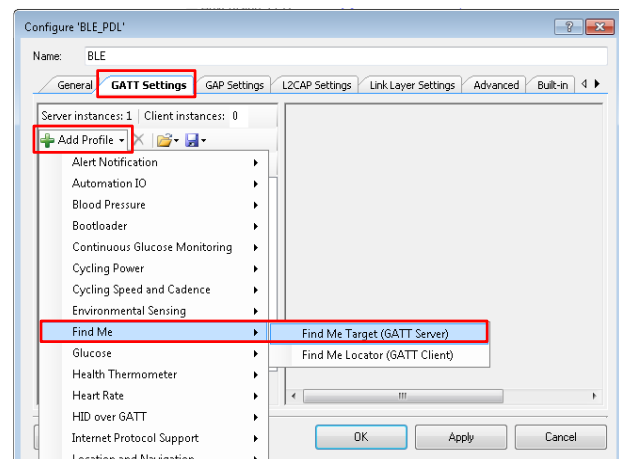 Configure 'BLE_PDL'
Name: BLE
General GATT Settings GAP Settings L2CAP Settings Link Layer Settings Advanced Built-in
Server instances: 1 Client instances: 0
Add Profile
Alert Notification
Automation IO
Blood Pressure
Bootloader
Continuous Glucose Monitoring
Cycling Power
Cycling Speed and Cadence
Environmental Sensing
Find Me
Find Me Target (GATT Server)
Glucose
Find Me Locator (GATT Client)
Health Thermometer
Heart Rate
HID over GATT
Internet Protocol Support
OK Apply Cancel
Location and Navigation